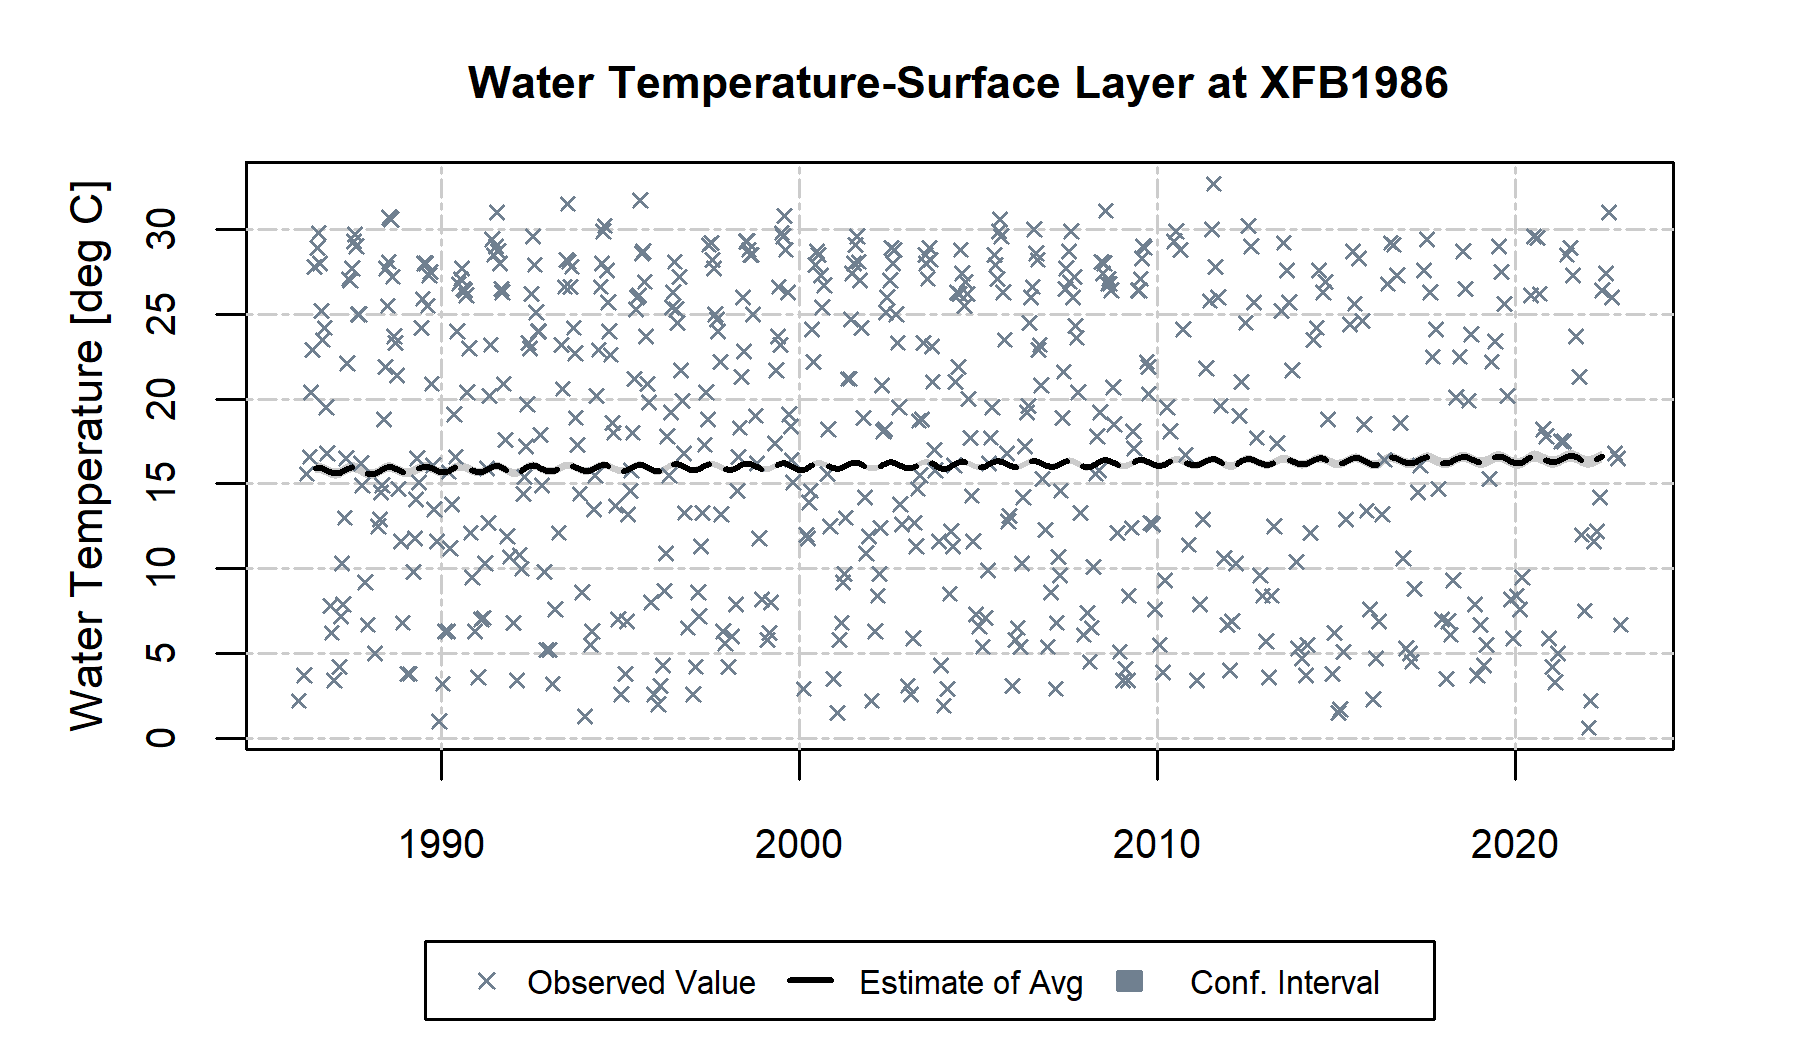 Water Temperature-Surface Layer at XFB1986
Water Temperature [deg C]
30
25
20
15
10
5
0
1990 2000 2010 2020
Observed Value Estimate of Avg Conf. Interval